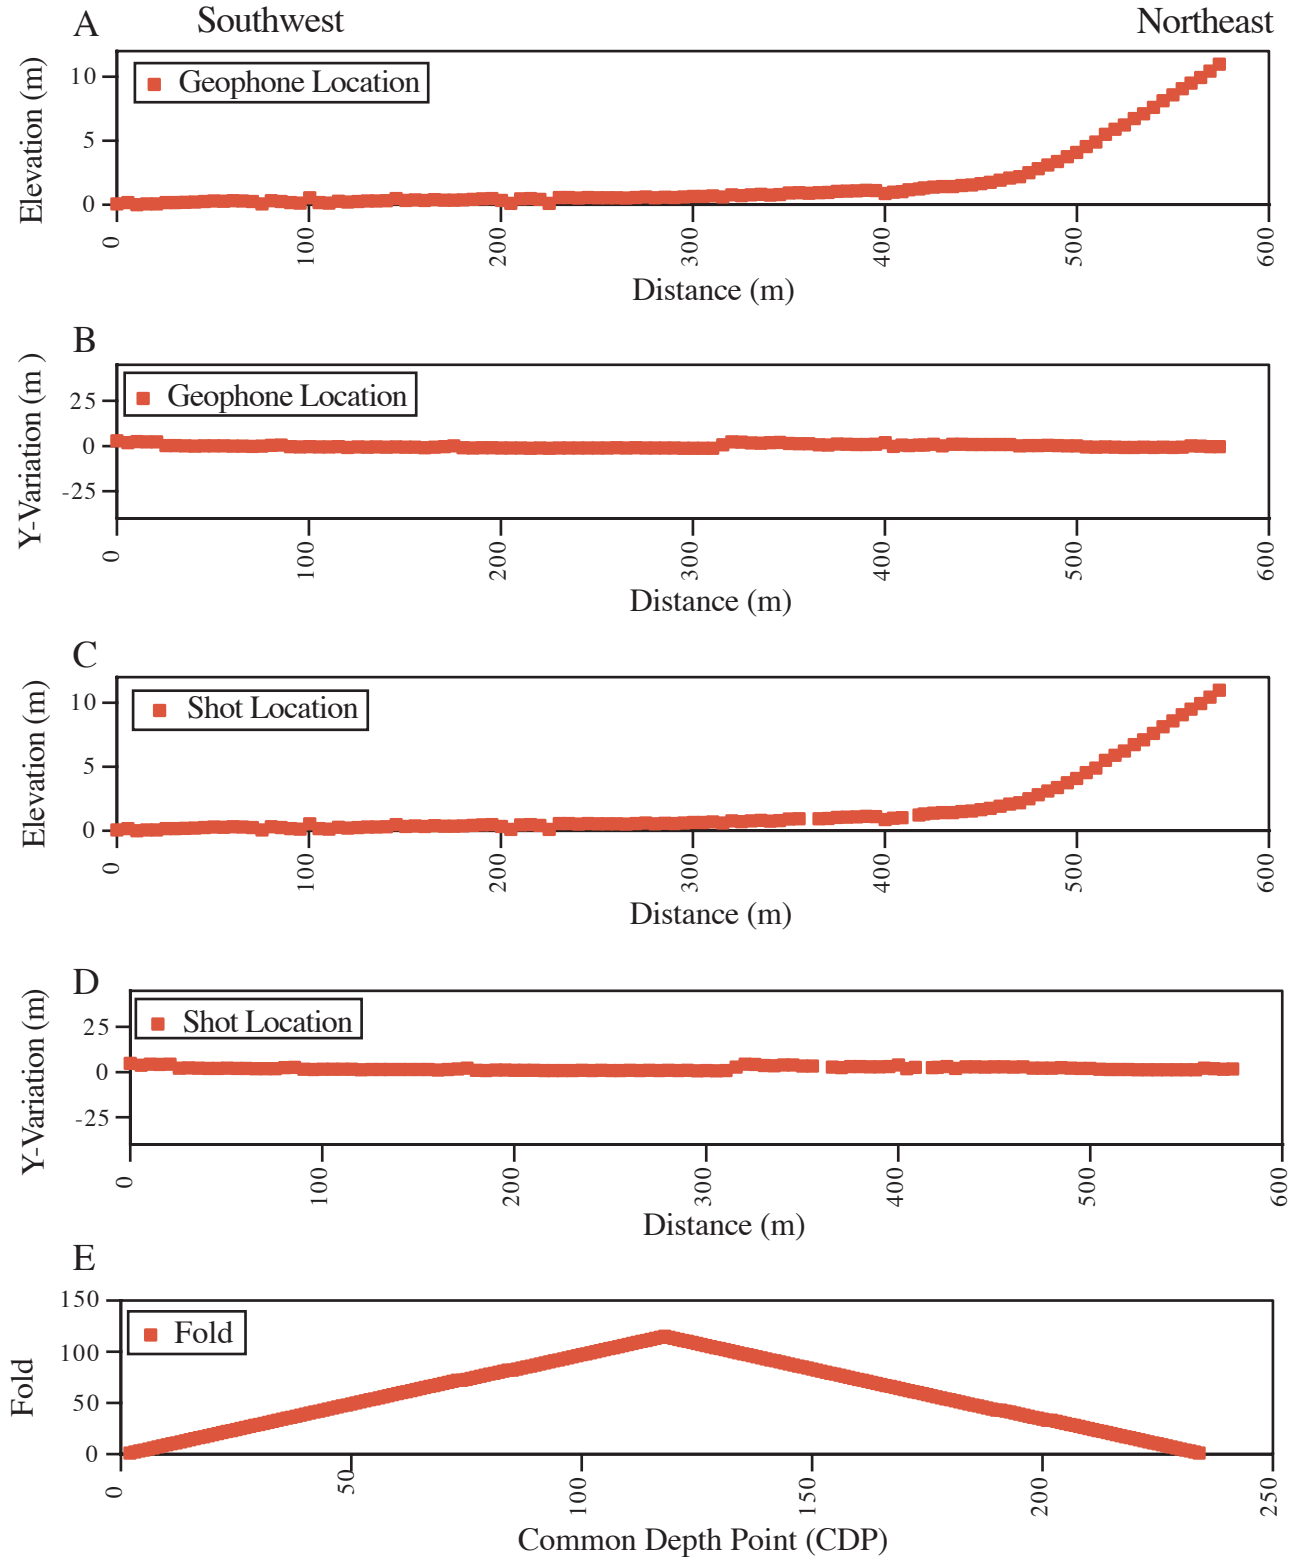 A Southwest Northeast
Geophone Location
Elevation (m)
10
5
0
0 100 200 300 400 500 600
Distance (m)
B
Geophone Location
Y-Variation (m )
25
0
-25
0 100 200 300 400 500 600
Distance (m)
C
Shot Location
Elevation (m)
10
5
0
0 100 200 300 400 500 600
Distance (m)
D
Shot Location
Y-Variation (m)
25
0
-25
0 100 200 300 400 500 600
Distance (m)
E
Fold
Fold
150
100
50
0
0 50 100 150 200 250
Common Depth Point (CDP)